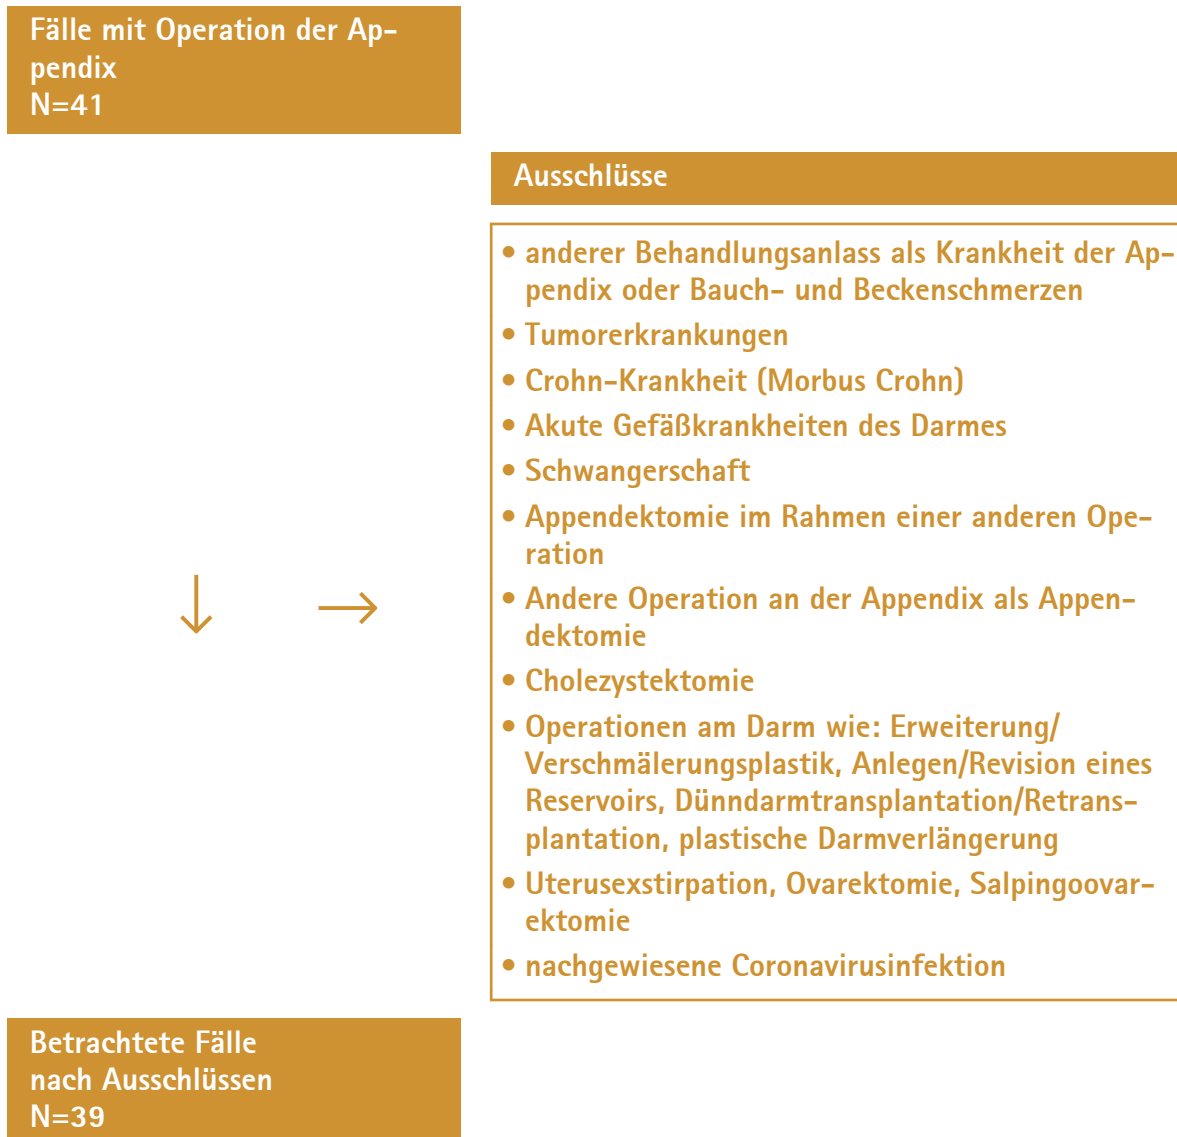 Fälle mit Operation der Ap-
pendix
N=41
Ausschlüsse
• anderer Behandlungsanlass als Krankheit der Ap-
pendix oder Bauch- und Beckenschmerzen
• Tumorerkrankungen
• Crohn-Krankheit (Morbus Crohn)
• Akute Gefäßkrankheiten des Darmes
• Schwangerschaft
• Appendektomie im Rahmen einer anderen Ope-
ration
• Andere Operation an der Appendix als Appen-
dektomie
• Cholezystektomie
• Operationen am Darm wie: Erweiterung/
Verschmälerungsplastik, Anlegen/Revision eines
Reservoirs, Dünndarmtransplantation/Retrans-
plantation, plastische Darmverlängerung
• Uterusexstirpation, Ovarektomie, Salpingoovar-
ektomie
• nachgewiesene Coronavirusinfektion
Betrachtete Fälle
nach Ausschlüssen
N=39